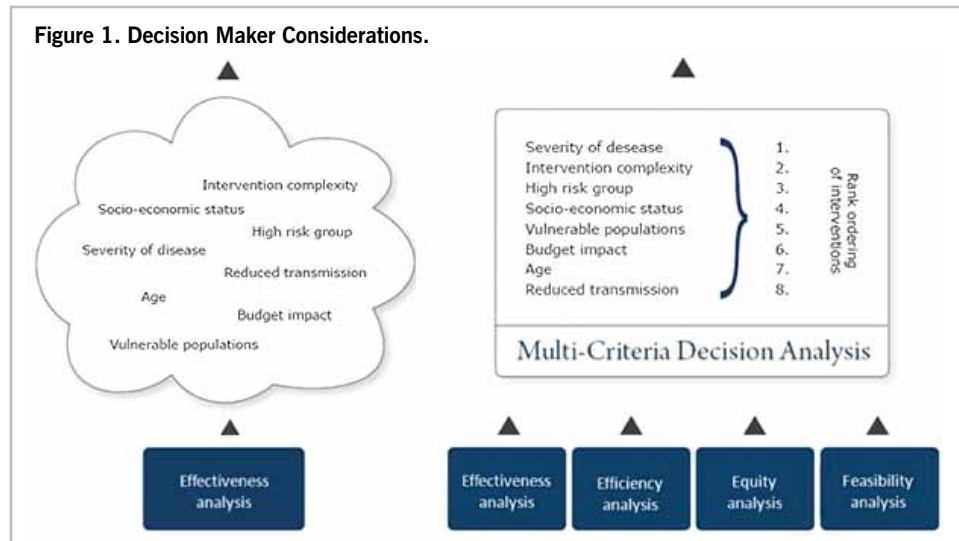 Figure 1. Decision Maker Considerations.
Intervention complexity
Socio-economic status
High risk group
Severity of disease
Reduced transmission
Age
Budget impact
Vulnerable populations
Effectiveness
analysis
Severity of desease
Intervention complexity
High risk group
Socio-economic status
Vulnerable populations
Budget impact
Age
Reduced transmission
1.
2.
3.
4.
5.
6.
7.
8.
Rank ordering
of interventions
Multi-Criteria Decision Analysis
Effectiveness
analysis
Efficiency
analysis
Equity
analysis
Feasibility
analysis